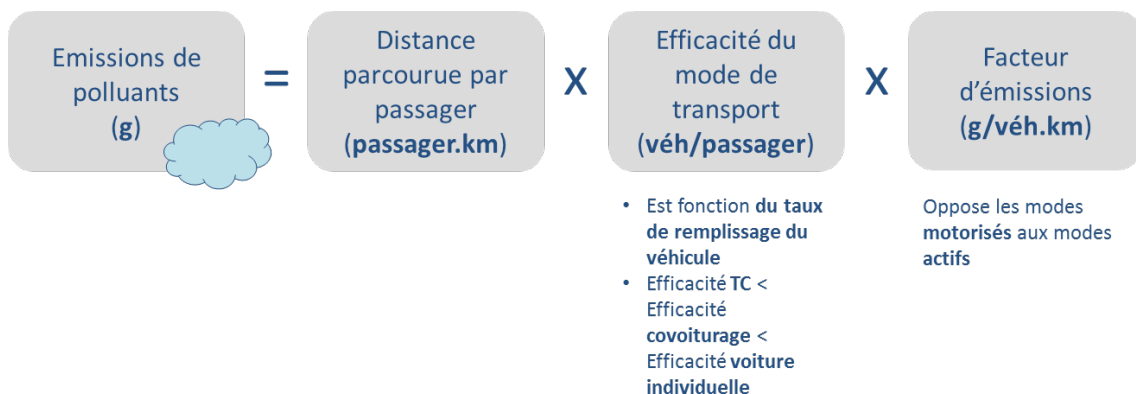 Emissions de
polluants
(g)
=
Distance
parcourue par
passager
(passager.km)
X
Efficacité du
mode de
transport
(véh/passager)
X
Facteur
d'émissions
(g/véh.km)
• Est fonction du taux
de remplissage du
véhicule
• Efficacité TC <
Efficacité
covoiturage <
Efficacité voiture
individuelle
Oppose les modes
motorisés aux modes
actifs